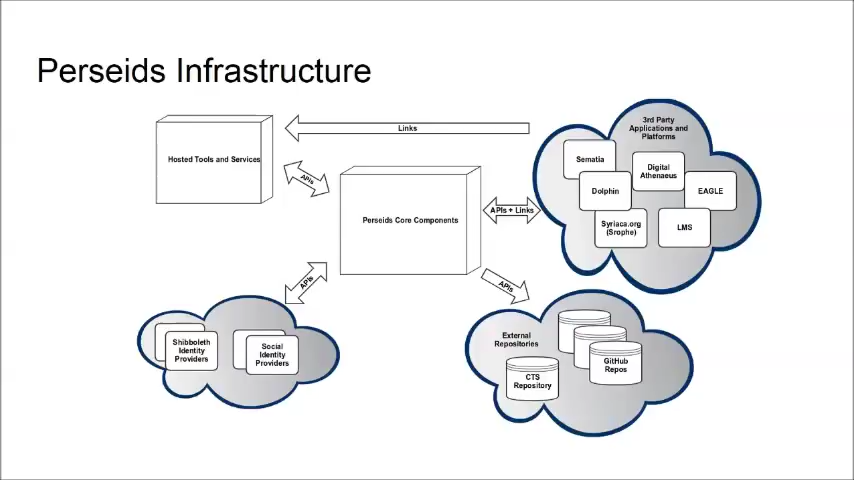 Perseids Infrastructure
Links
3rd Party
Applications and
Platforms
Hosted Tools and Services
APIs
Sematia
Digital
Athenaeus
Dolphin
EAGLE
Perseids Core Components
APIs + Links
Syriaca.org
(Srophe)
LMS
APIs
APIs
External
Repositories
Shibboleth
Identity
Providers
Social
Identity
Providers
GitHub
Repos
CTS
Repository